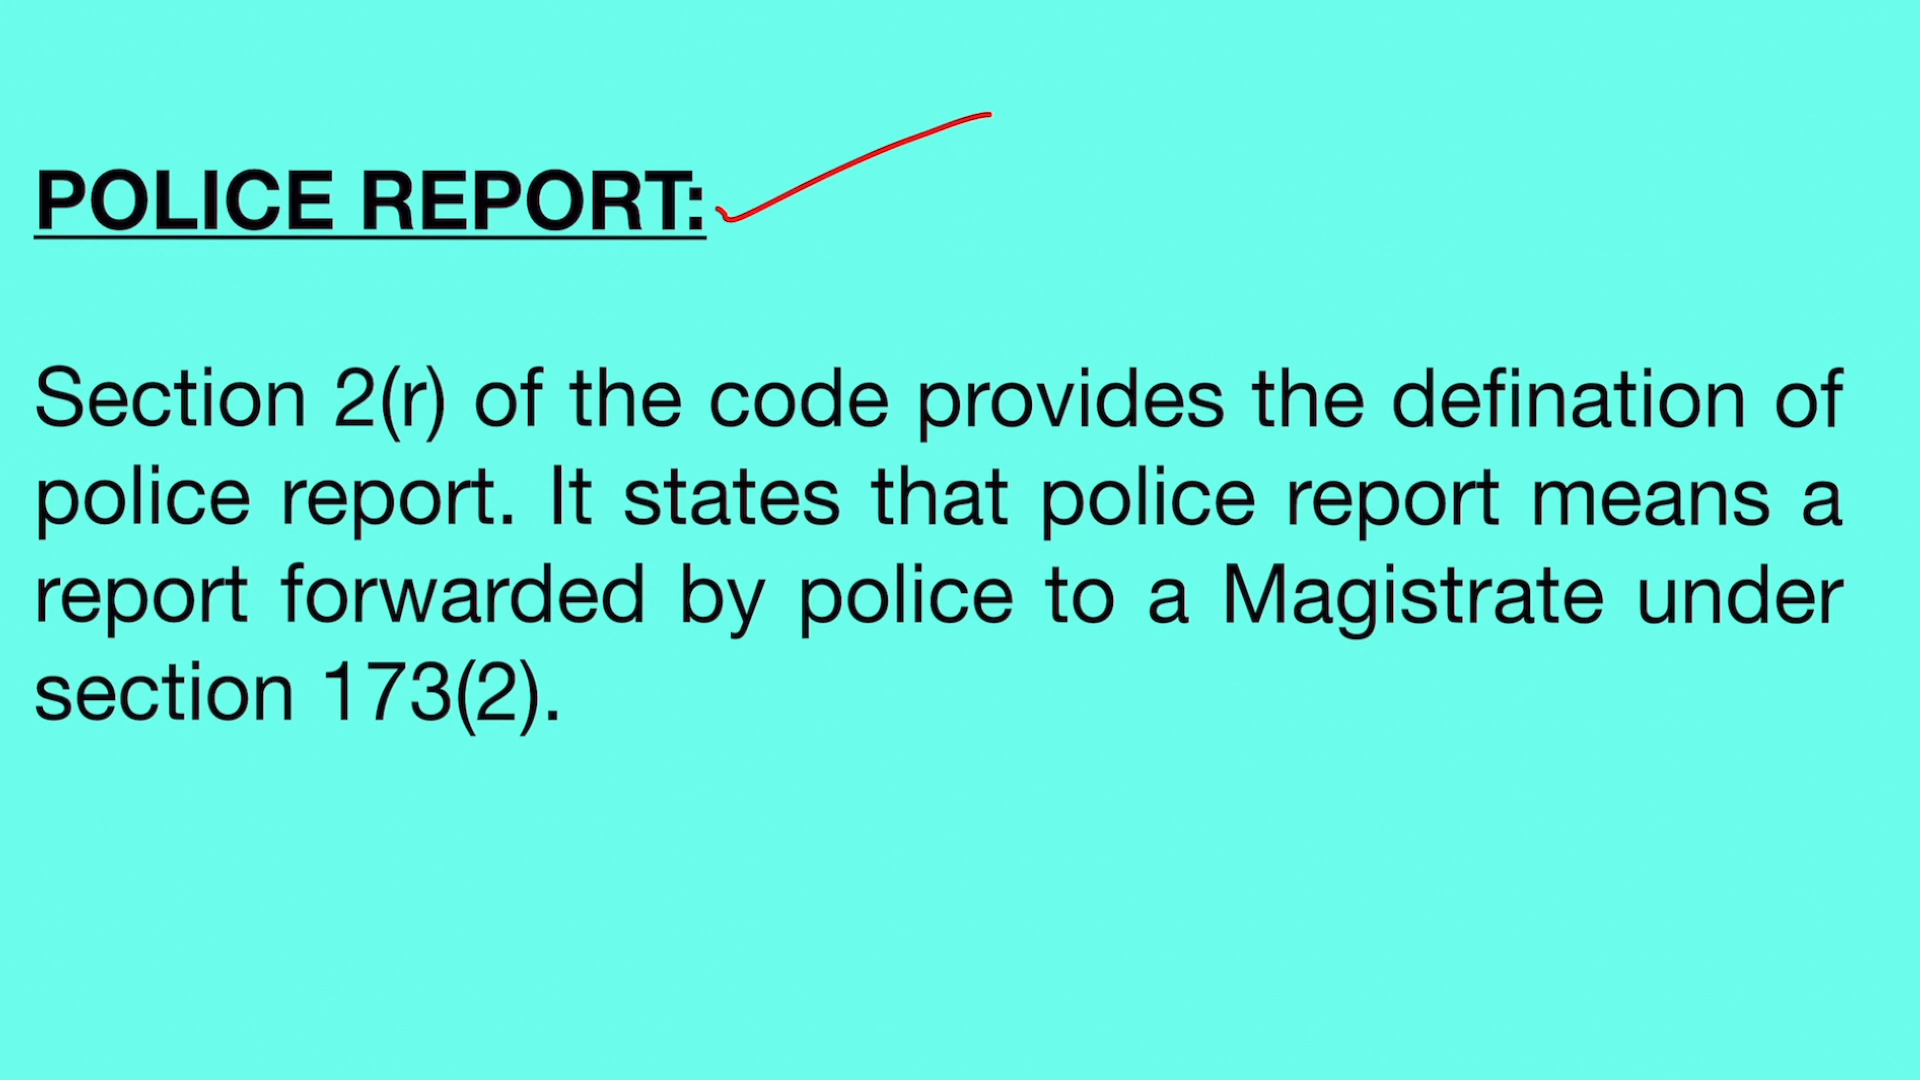 POLICE REPORT:
Section 2(r) of the code provides the defination of
police report. It states that police report means a
report forwarded by police to a Magistrate under
section 173(2).